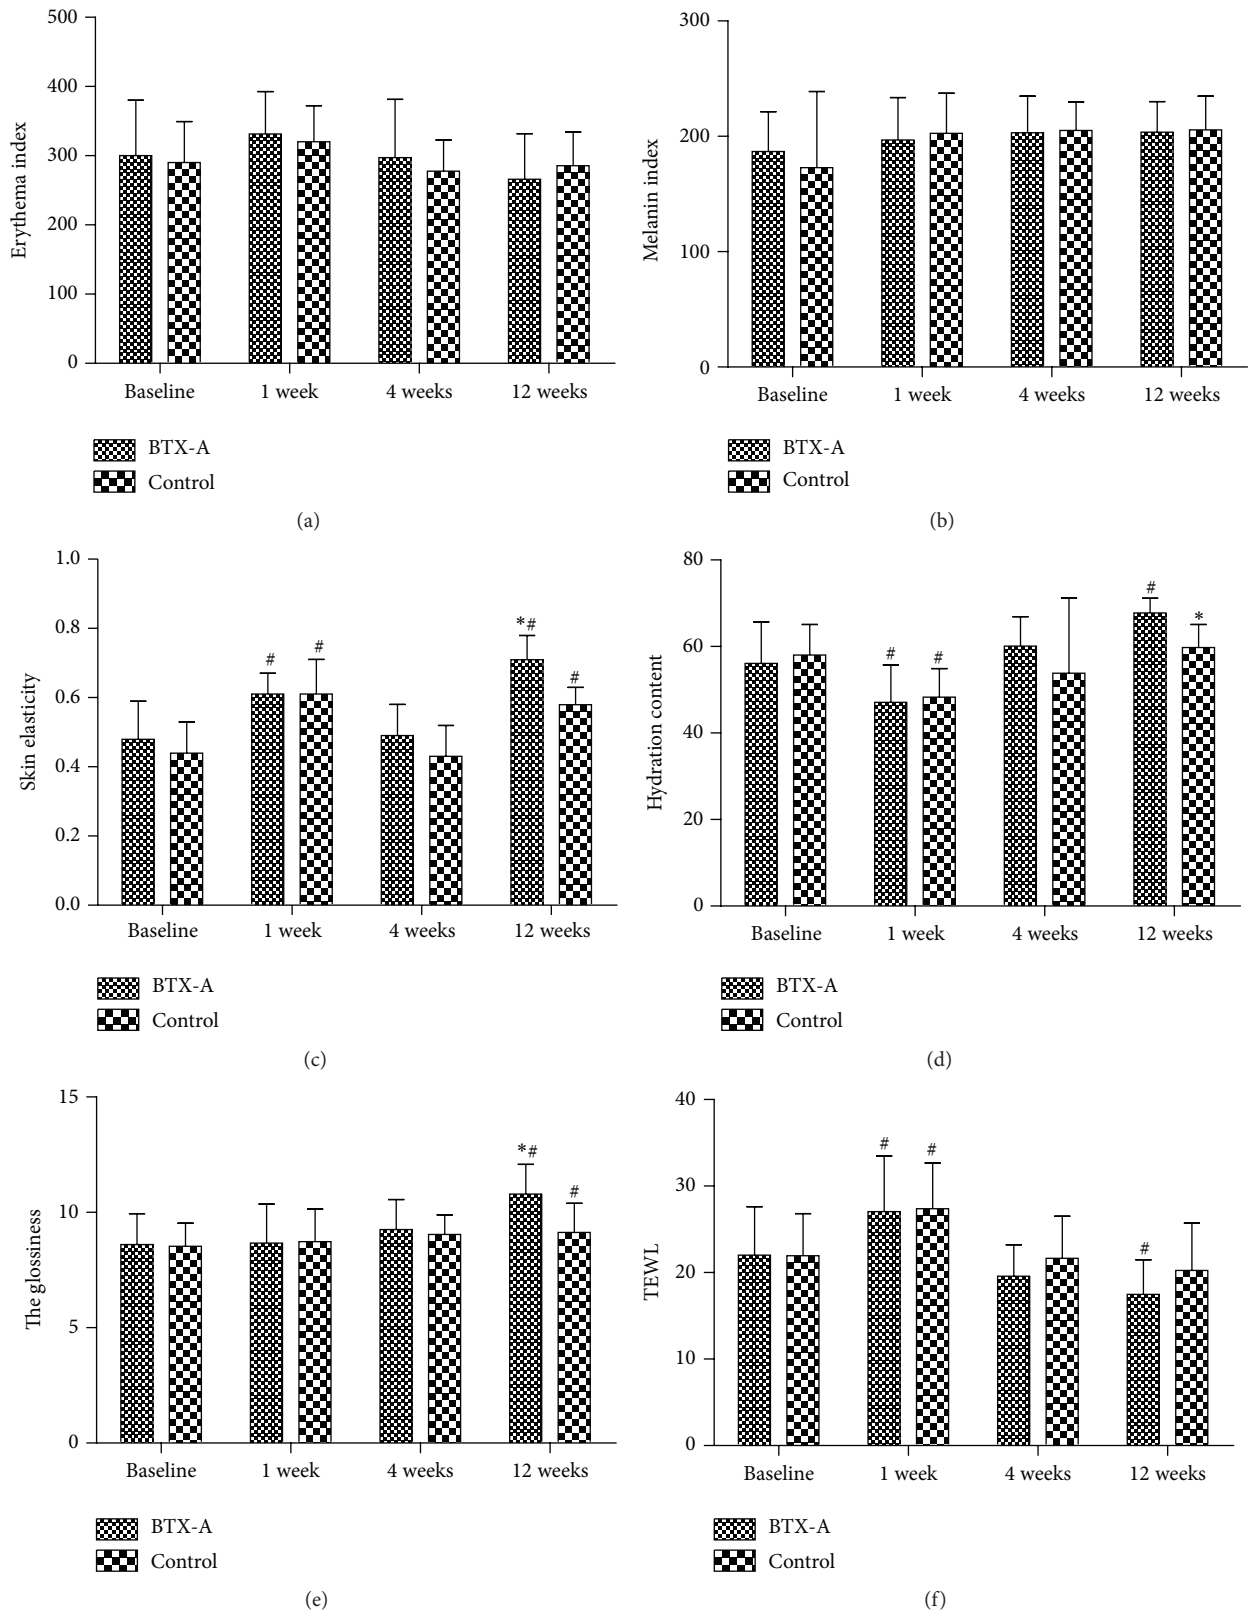 500
400
300
200
100
0
Erythema index
Baseline 1 week 4 weeks 12 weeks
BTX-A
Control
(a)
300
200
100
0
Melanin index
Baseline 1 week 4 weeks 12 weeks
BTX-A
Control
(b)
1.0
0.8
0.6
0.4
0.2
0.0
Skin elasticity
# # *# #
Baseline 1 week 4 weeks 12 weeks
BTX-A
Control
(c)
80
60
40
20
0
Hydration content
# # # *
Baseline 1 week 4 weeks 12 weeks
BTX-A
Control
(d)
15
10
5
0
The glossiness
*# #
Baseline 1 week 4 weeks 12 weeks
BTX-A
Control
(e)
40
30
20
10
0
TEWL
# # #
Baseline 1 week 4 weeks 12 weeks
BTX-A
Control
(f)